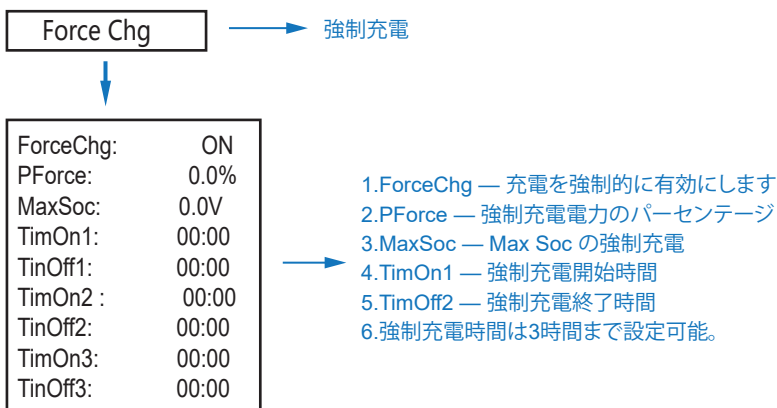 Force Chg
強制充電
ForceChg: ON
PForce: 0.0%
MaxSoc: 0.0V
TimOn1: 00:00
TinOff1: 00:00
TimOn2 : 00:00
TinOff2: 00:00
TimOn3: 00:00
TinOff3: 00:00
1.ForceChg — 充電を強制的に有効にします
2.PForce — 強制充電電力のパーセンテージ
3.MaxSoc — Max Soc の強制充電
4.TimOn1 — 強制充電開始時間
5.TimOff2 — 強制充電終了時間
6.強制充電時間は3時間まで設定可能。